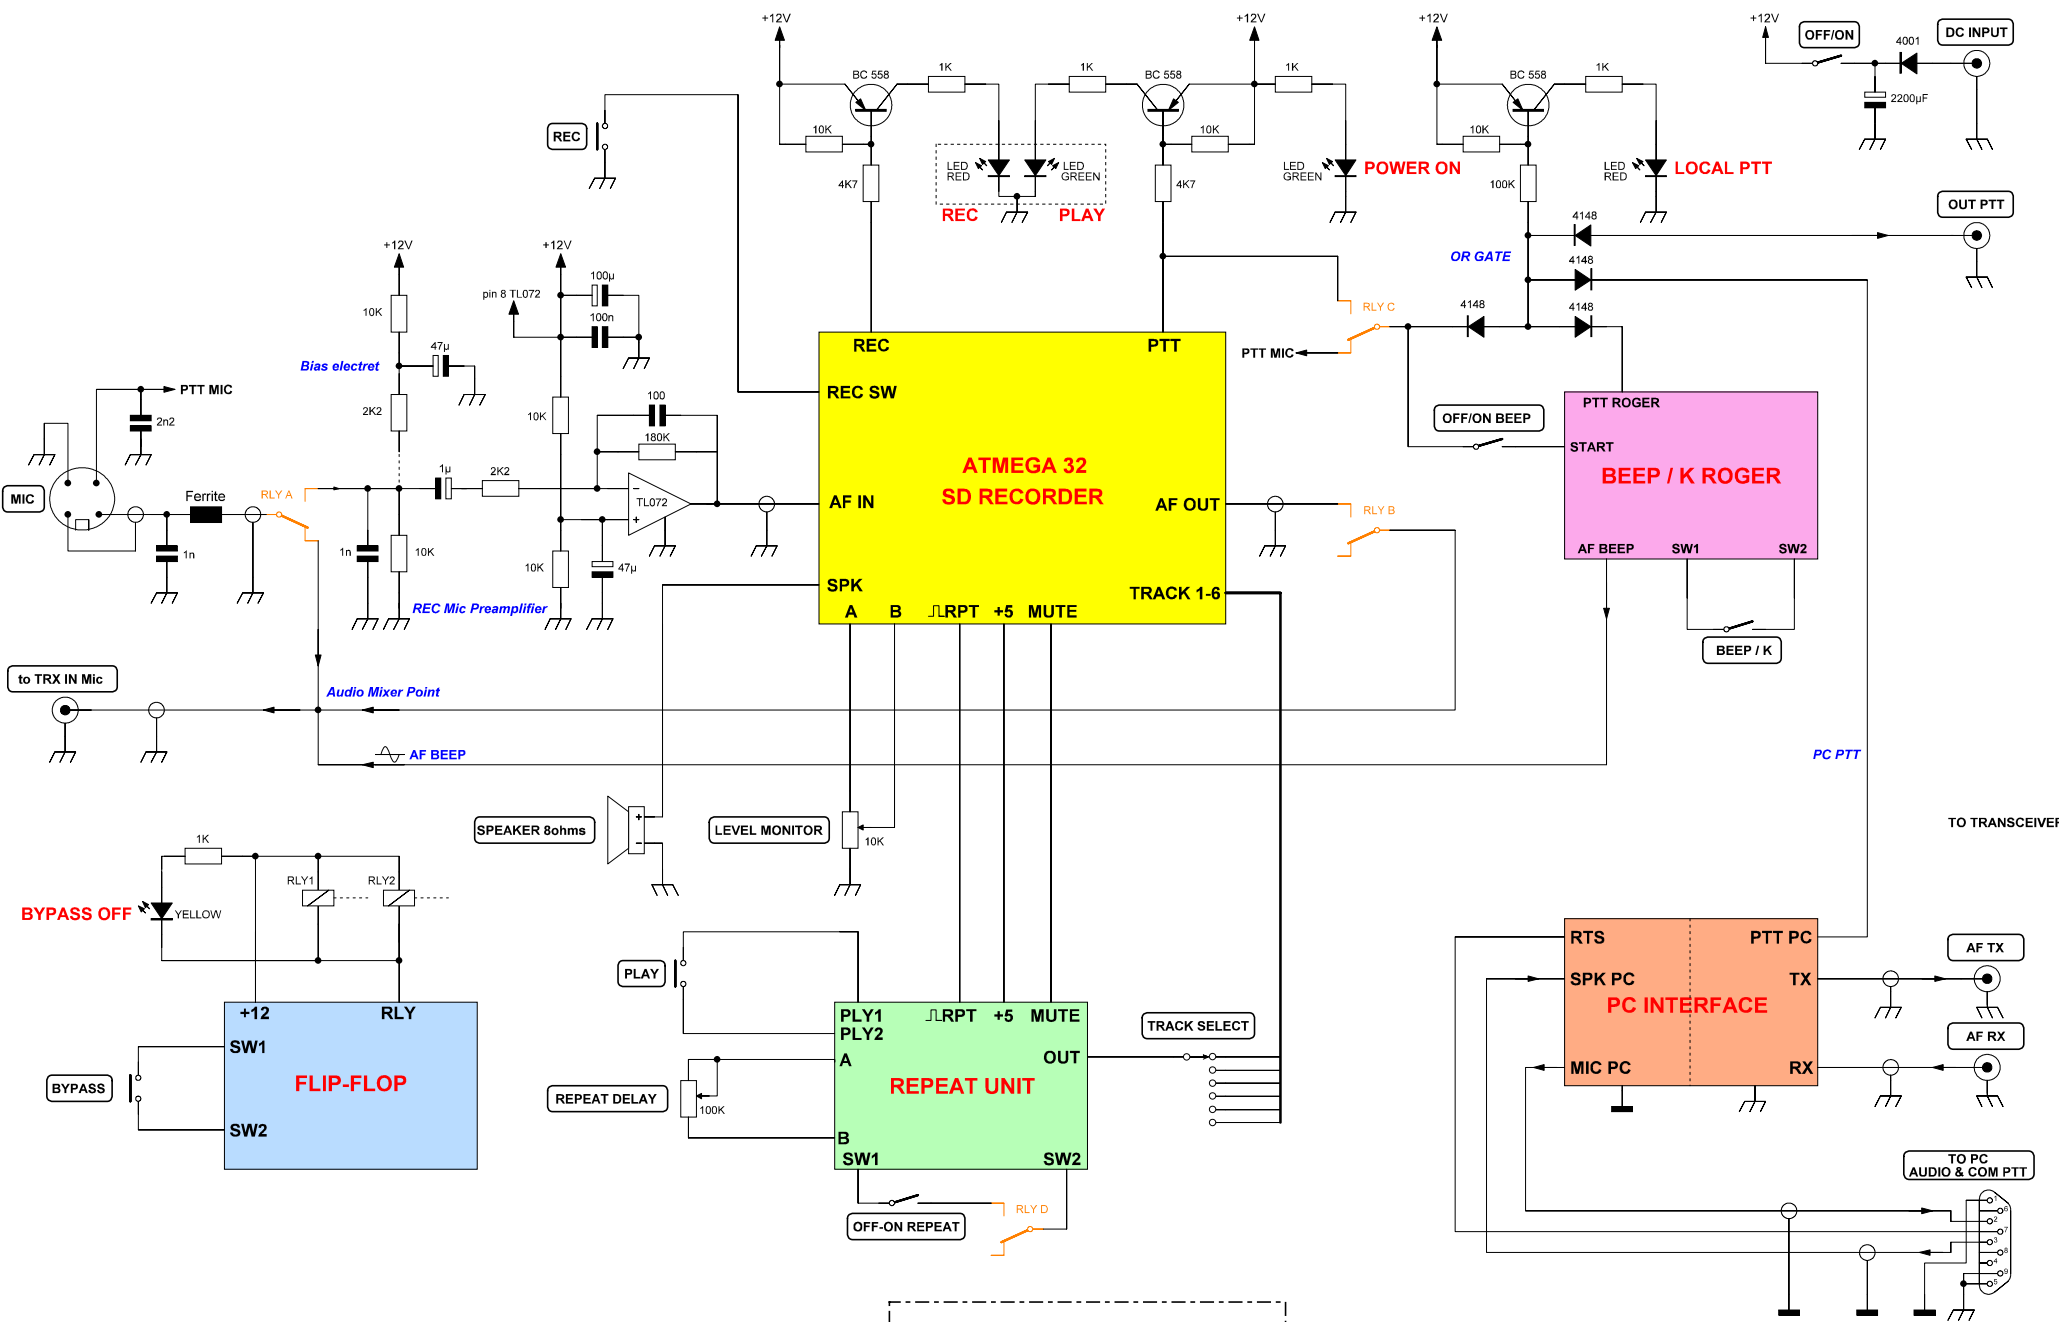 +12V
+12V
+12V
+12V
OFF/ON
DC INPUT
4001
2200µF
BC 558
1K
1K
BC 558
1K
BC 558
1K
REC
10K
10K
10K
4K7
4K7
100K
LED
RED
LED
GREEN
LED
GREEN
POWER ON
LED
RED
LOCAL PTT
REC
PLAY
OUT PTT
4148
4148
4148
4148
OR GATE
+12V
+12V
100µ
100n
pin 8 TL072
10K
47µ
Bias electret
2K2
PTT MIC
2n2
MIC
Ferrite
RLY A
1n
1n
10K
1µ
2K2
10K
100
180K
TL072
−
+
10K
47µ
REC Mic Preamplifier
REC
PTT
REC SW
ATMEGA 32
SD RECORDER
AF IN
AF OUT
SPK
TRACK 1-6
A
B
RPT
+5
MUTE
RLY C
PTT MIC
RLY B
OFF/ON BEEP
PTT ROGER
START
BEEP / K ROGER
AF BEEP
SW1
SW2
BEEP / K
to TRX IN Mic
Audio Mixer Point
AF BEEP
PC PTT
SPEAKER 8ohms
+
−
LEVEL MONITOR
10K
TO TRANSCEIVER
1K
RLY1
RLY2
BYPASS OFF
YELLOW
+12
RLY
SW1
FLIP-FLOP
SW2
BYPASS
PLAY
PLY1
PLY2
RPT
+5
MUTE
A
OUT
REPEAT UNIT
B
SW1
SW2
REPEAT DELAY
100K
TRACK SELECT
OFF-ON REPEAT
RLY D
RTS
PTT PC
SPK PC
TX
PC INTERFACE
MIC PC
RX
AF TX
AF RX
TO PC
AUDIO & COM PTT
1
6
2
7
3
8
4
9
5